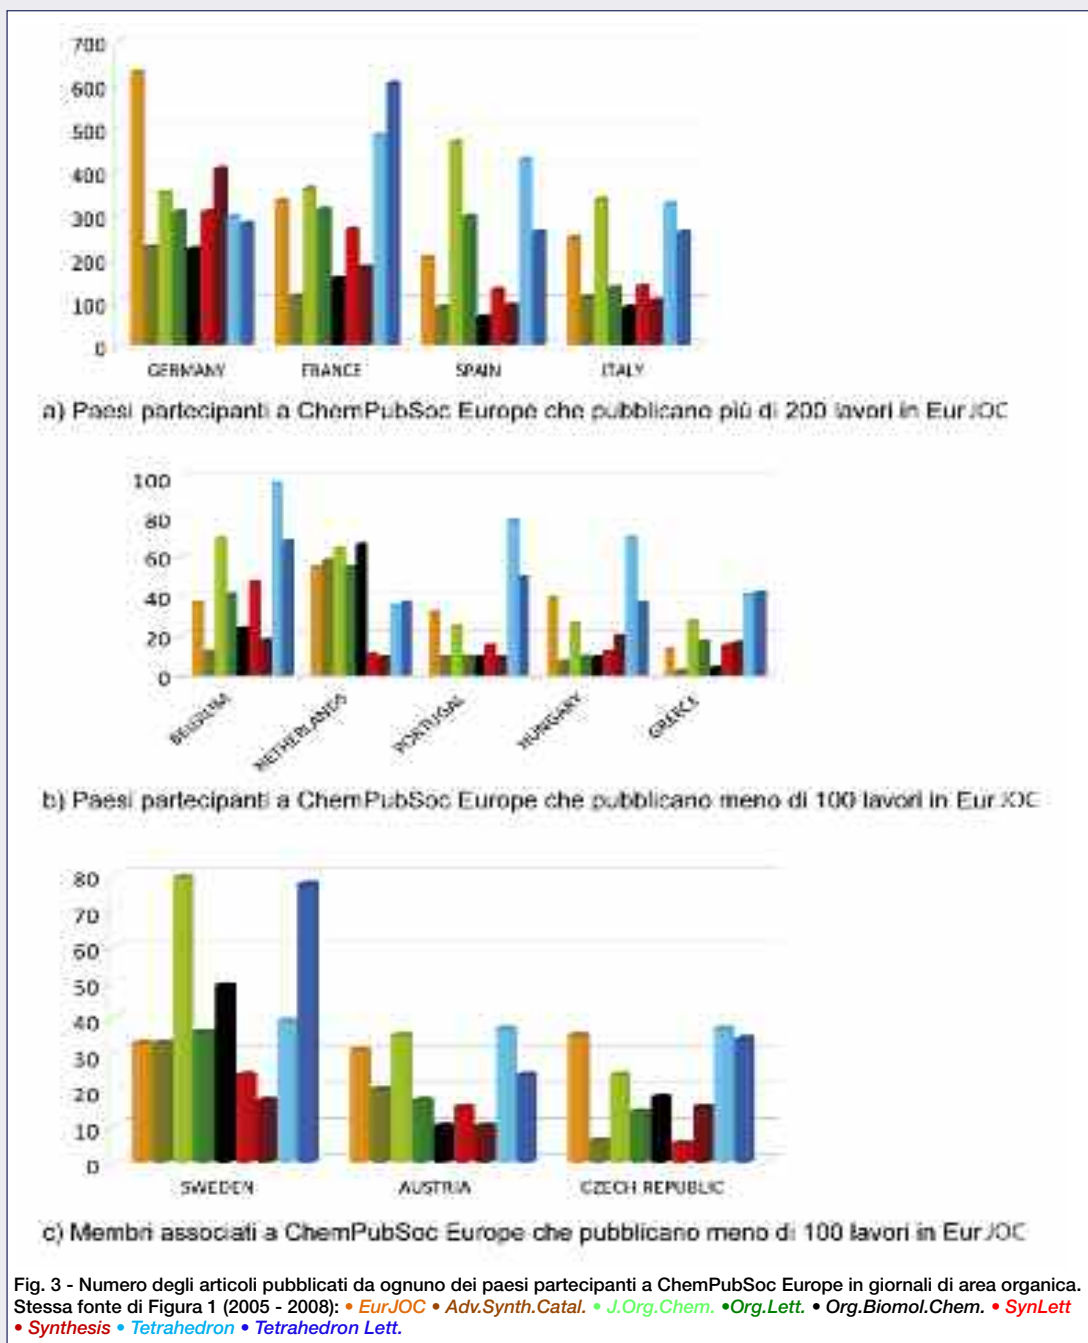 700
600
500
400
300
200
100
0
GERMANY FRANCE SPAIN ITALY
a) Paesi partecipanti a ChemPubSoc Europe che pubblicano più di 200 lavori in EurJOC
100
80
60
40
20
0
BELGIUM NETHERLANDS PORTUGAL HUNGARY GREECE
b) Paesi partecipanti a ChemPubSoc Europe che pubblicano meno di 100 lavori in EurJOC
80
70
60
50
40
30
20
10
0
SWEDEN AUSTRIA CZECH REPUBLIC
c) Membri associati a ChemPubSoc Europe che pubblicano meno di 100 lavori in EurJOC
Fig. 3 - Numero degli articoli pubblicati da ognuno dei paesi partecipanti a ChemPubSoc Europe in giornali di area organica.
Stessa fonte di Figura 1 (2005 - 2008): • EurJOC • Adv.Synth.Catal. • J.Org.Chem. •Org.Lett. • Org.Biomol.Chem. • SynLett
• Synthesis • Tetrahedron • Tetrahedron Lett.